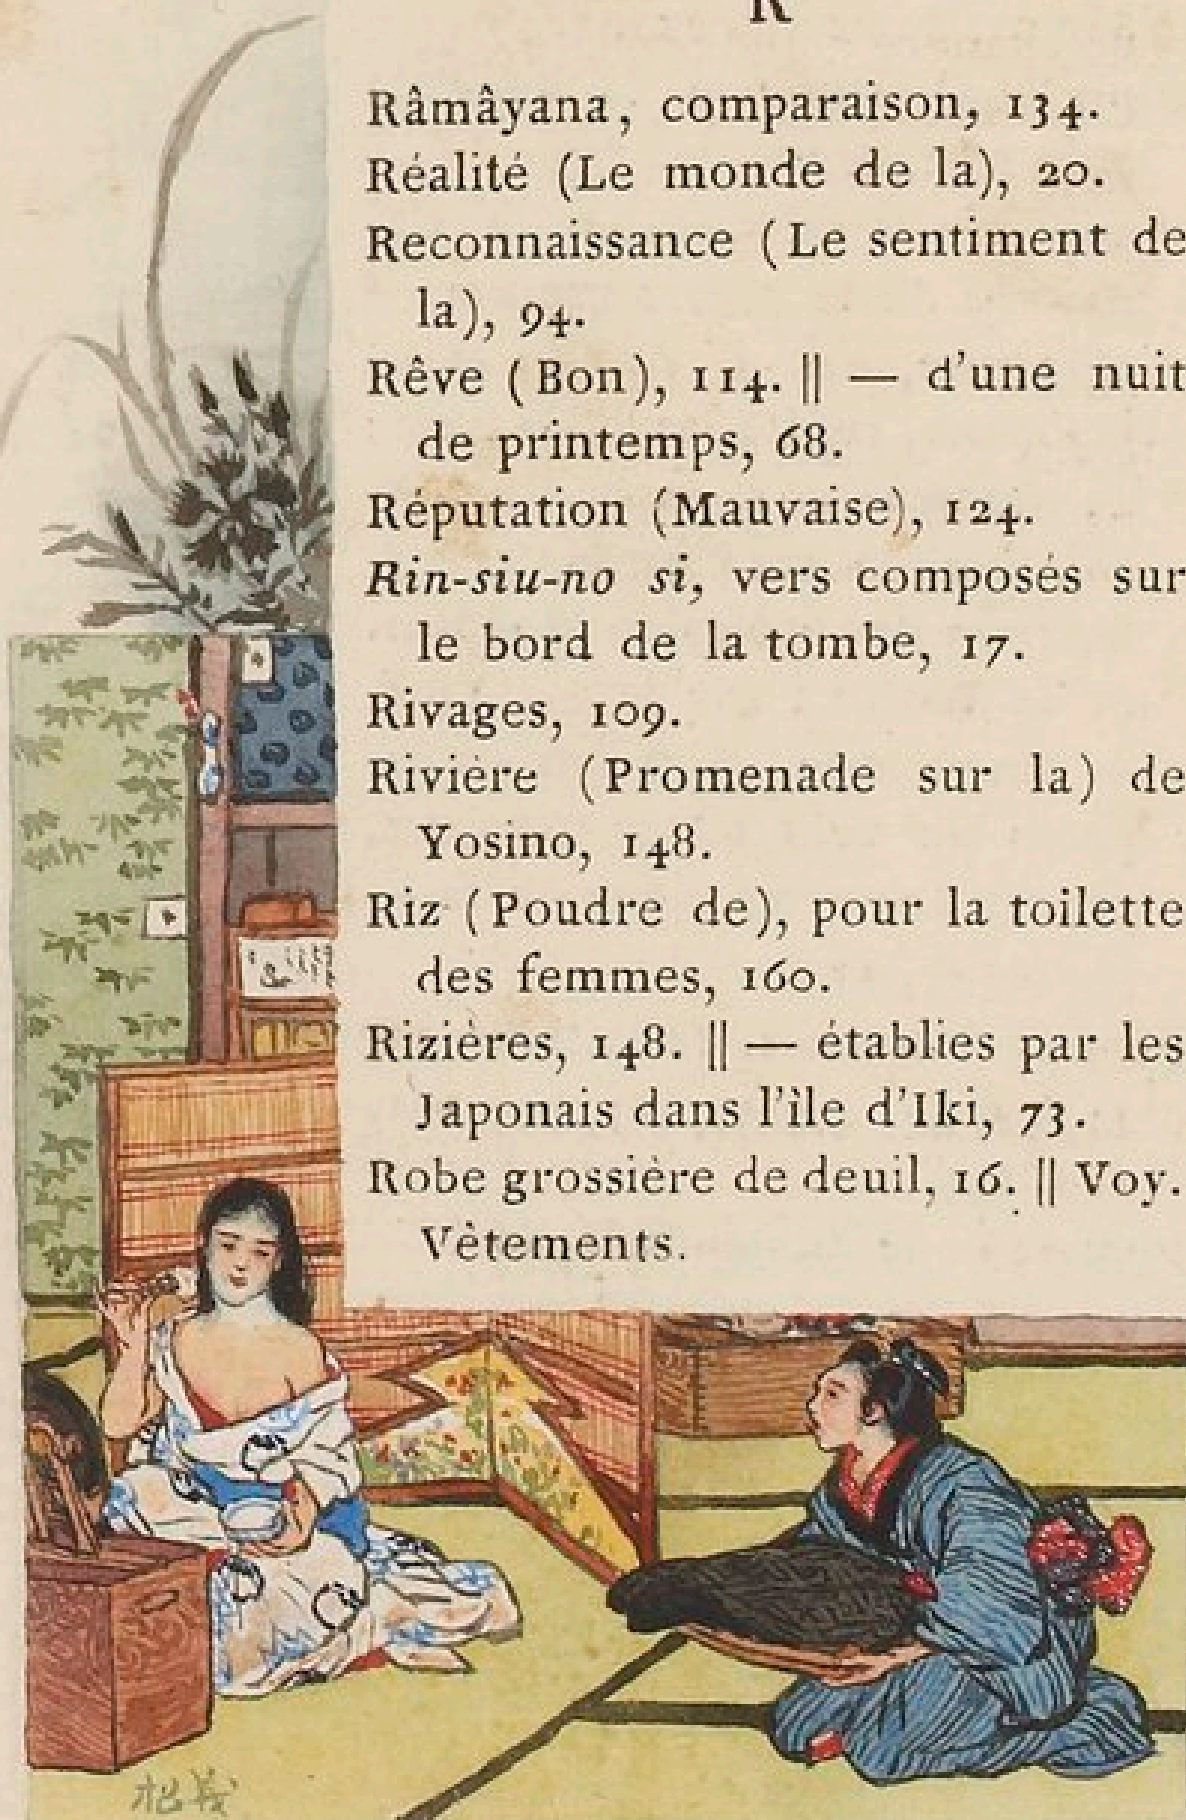 R
Râmâyana, comparaison, 134.
Réalité (Le monde de la), 20.
Reconnaissance (Le sentiment de
la), 94.
Rêve (Bon), 114. || — d'une nuit
de printemps, 68.
Réputation (Mauvaise), 124.
Rin-siu-no si, vers composés sur
le bord de la tombe, 17.
Rivages, 109.
Rivière (Promenade sur la) de
Yosino, 148.
Riz (Poudre de), pour la toilette
des femmes, 160.
Rizières, 148. || — établies par les
Japonais dans l'île d'Iki, 73.
Robe grossière de deuil, 16. || Voy.
Vêtements.